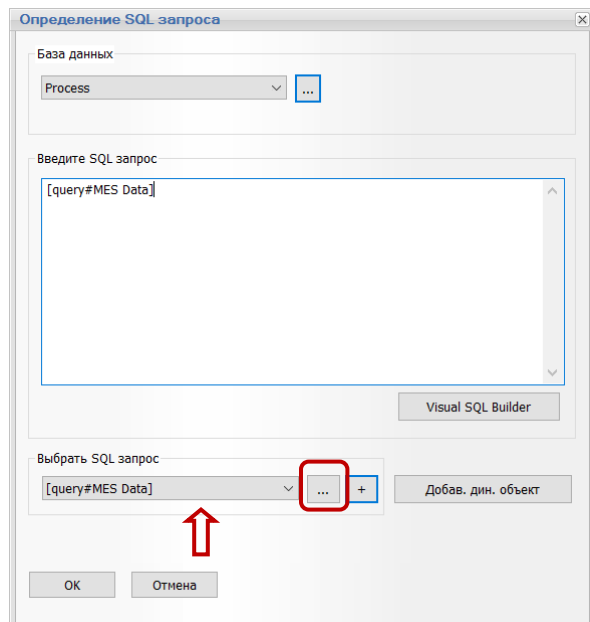 Определение SQL запроса
База данных
Process
...
Введите SQL запрос
[query#MES Data]
Visual SQL Builder
Выбрать SQL запрос
[query#MES Data]
...
+
Добав. дин. объект
OK
Отмена